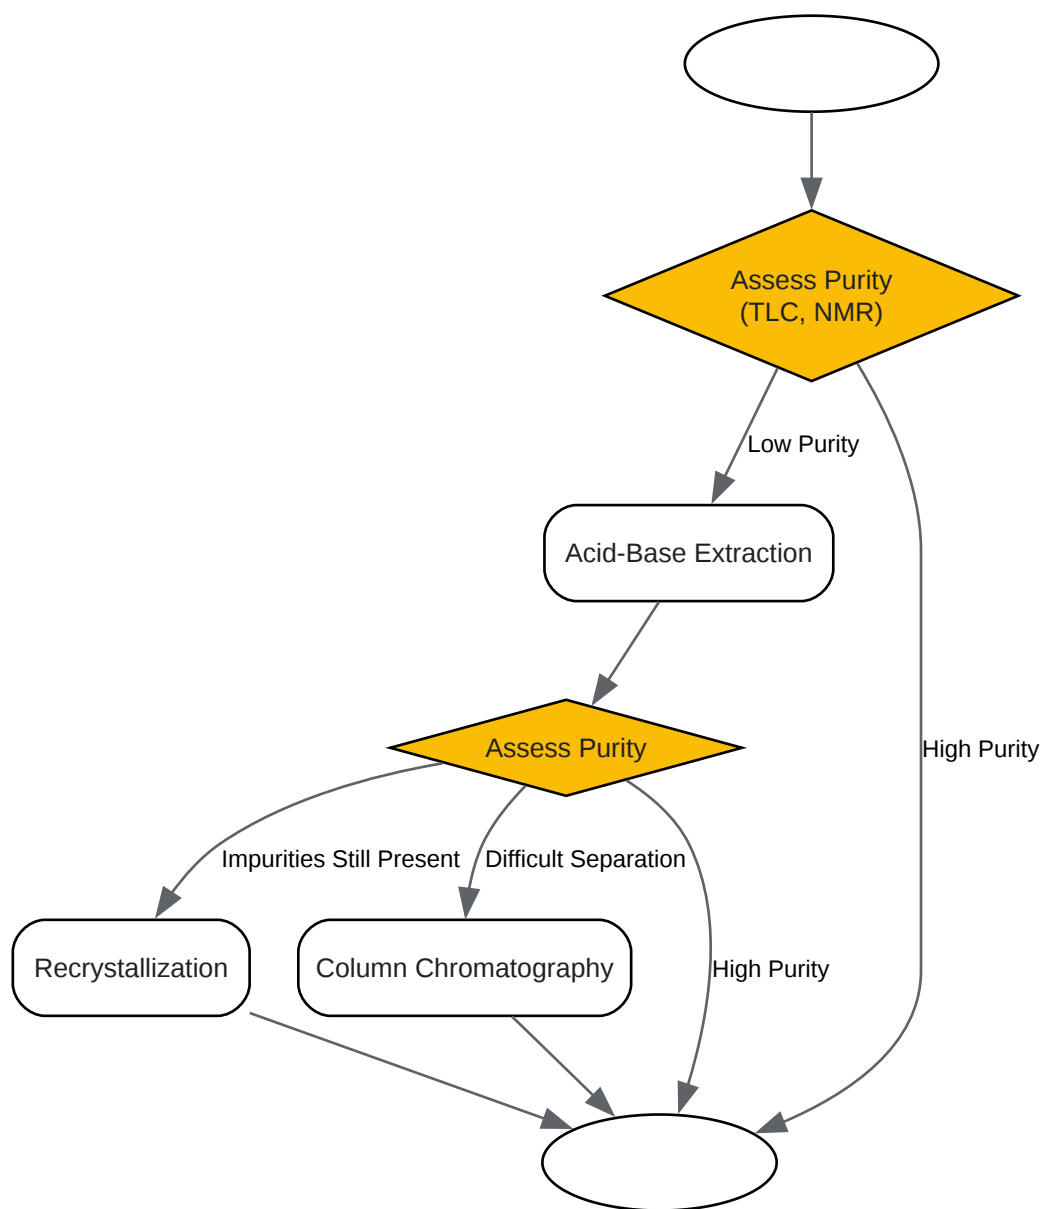 Assess Purity
(TLC, NMR)
Low Purity
Acid-Base Extraction
High Purity
Assess Purity
Impurities Still Present
Difficult Separation
Recrystallization
Column Chromatography
High Purity